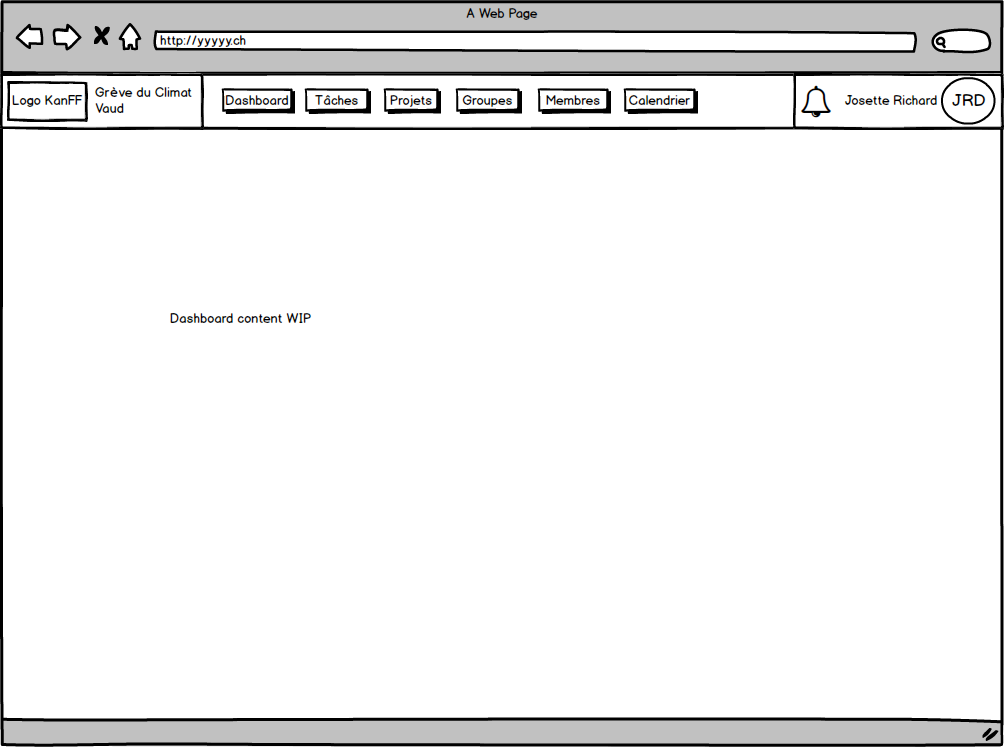 A Web Page
http://yyyyy.ch
Logo KanFF
Grève du Climat
Vaud
Dashboard
Tâches
Projets
Groupes
Membres
Calendrier
Josette Richard
JRD
Dashboard content WIP